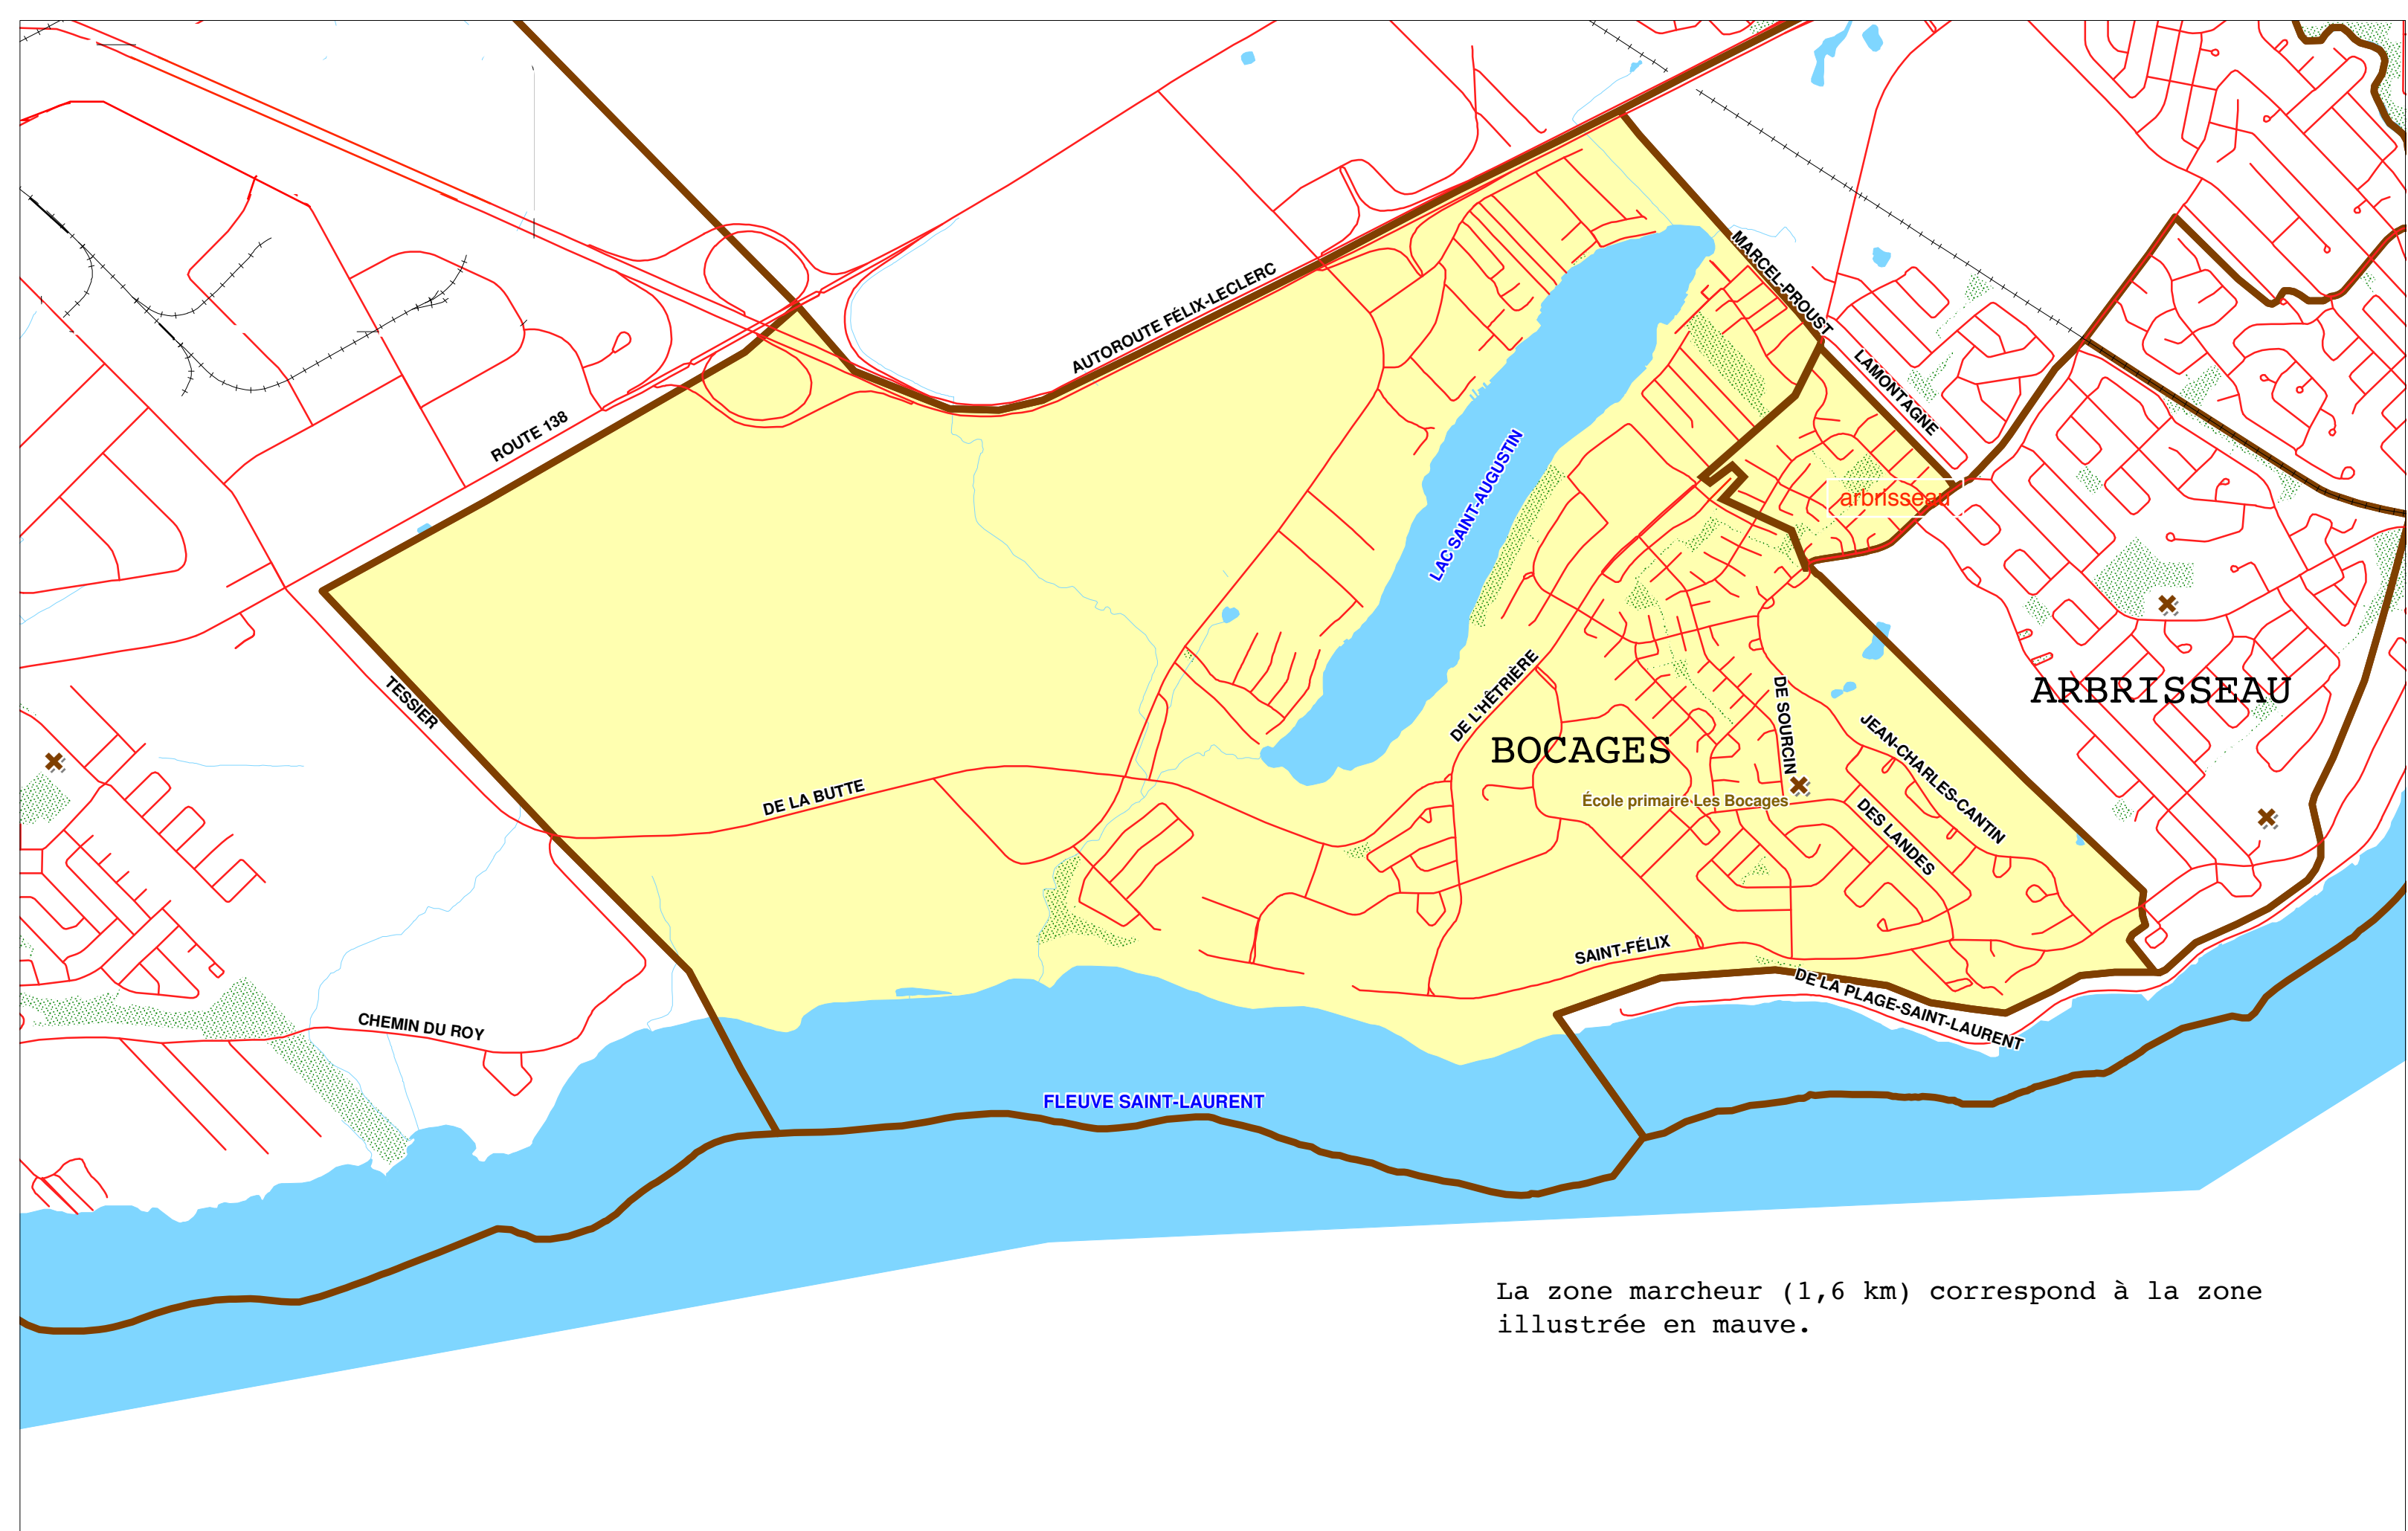 MARCEL-PROUST
AUTOROUTE FÉLIX-LECLERC
LAMONTAGNE
ROUTE 138
LAC SAINT-AUGUSTIN
arbrisseau
ARBRISSEAU
TESSIER
DE L'HÊTRIÈRE
DE SOURCIN
BOCAGES
JEAN-CHARLES-CANTIN
DE LA BUTTE
École primaire Les Bocages
DES LANDES
SAINT-FÉLIX
DE LA PLAGE-SAINT-LAURENT
CHEMIN DU ROY
FLEUVE SAINT-LAURENT
La zone marcheur (1,6 km) correspond à la zone
illustrée en mauve.